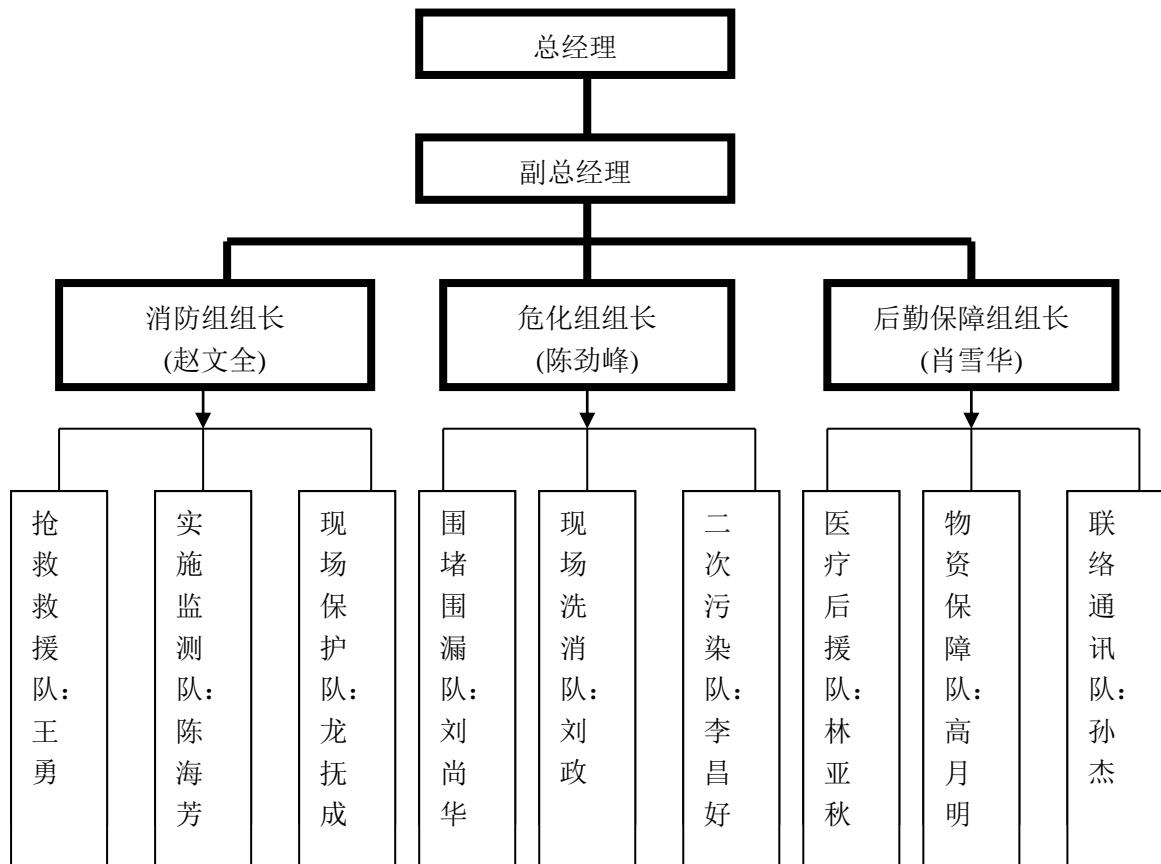 总经理
副总经理
消防组组长
(赵文全)
危化组组长
(陈劲峰)
后勤保障组组长
(肖雪华)
抢救救援队：王勇
实施监测队：陈海芳
现场保护队：龙抚成
围堵围漏队：刘尚华
现场洗消队：刘政
二次污染队：李昌好
医疗后援队：林亚秋
物资保障队：高月明
联络通讯队：孙杰